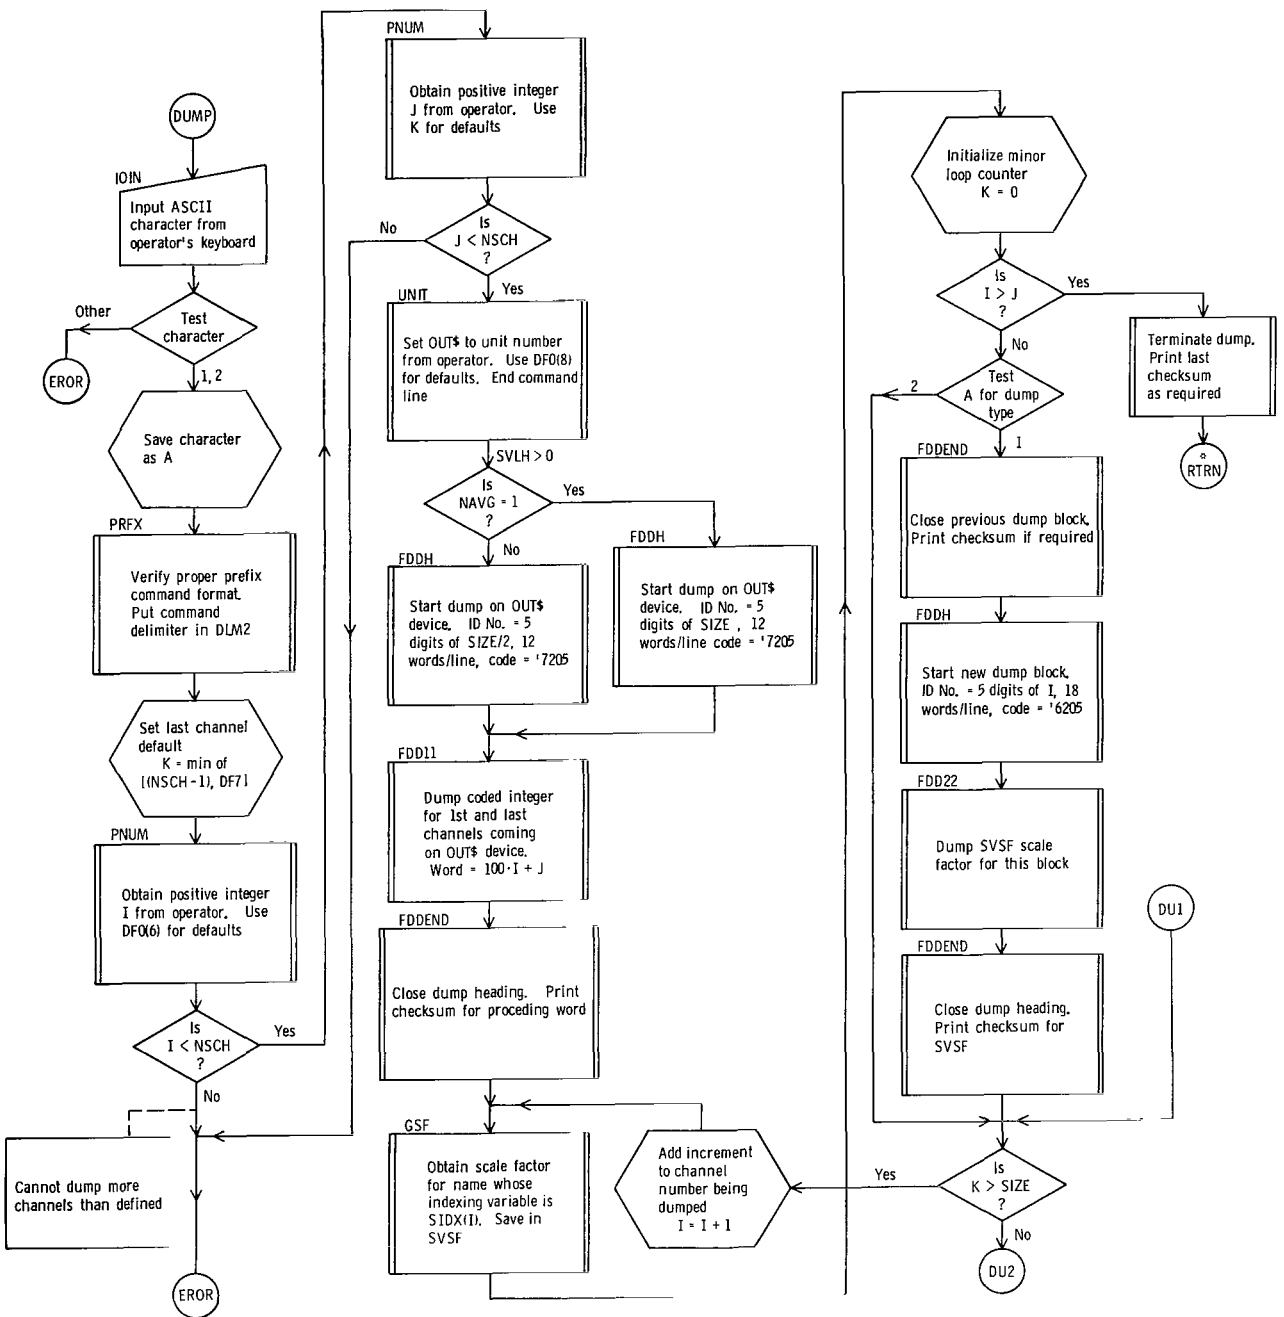 DUMP
IOIN
Input ASCII
character from
operator's keyboard
Test
character
Other
EROR
1, 2
Save character
as A
PRFX
Verify proper prefix
command format.
Put command
delimiter in DLM2
Set last channel
default
K = min of
[(NSCH-1), DF7]
PNUM
Obtain positive integer
I from operator. Use
DFO(6) for defaults
Is
I < NSCH
?
Yes
No
Cannot dump more
channels than defined
EROR
PNUM
Obtain positive integer
J from operator. Use
K for defaults
Is
J < NSCH
?
No
Yes
UNIT
Set OUT$ to unit number
from operator. Use DFO(8)
for defaults. End command
line
SVLH > 0
Is
NAVG = 1
?
Yes
No
FDDH
Start dump on OUT$
device. ID No. = 5
digits of SIZE/2, 12
words/line, code = '7205
FDDH
Start dump on OUT$
device. ID No. = 5
digits of SIZE , 12
words/line code = '7205
FDD11
Dump coded integer
for 1st and last
channels coming
on OUT$ device.
Word = 100·I + J
FDDEND
Close dump heading. Print
checksum for proceding word
GSF
Obtain scale factor
for name whose
indexing variable is
SIDX(I). Save in
SVSF
Add increment
to channel
number being
dumped
I = I + 1
Initialize minor
loop counter
K = 0
Is
I > J
?
Yes
No
Terminate dump.
Print last
checksum
as required
*
RTRN
Test
A for dump
type
2
I
FDDEND
Close previous dump block.
Print checksum if required
FDDH
Start new dump block.
ID No. = 5 digits of I, 18
words/line, code = '6205
FDD22
Dump SVSF scale
factor for this block
FDDEND
Close dump heading.
Print checksum for
SVSF
DU1
Is
K > SIZE
?
Yes
No
DU2